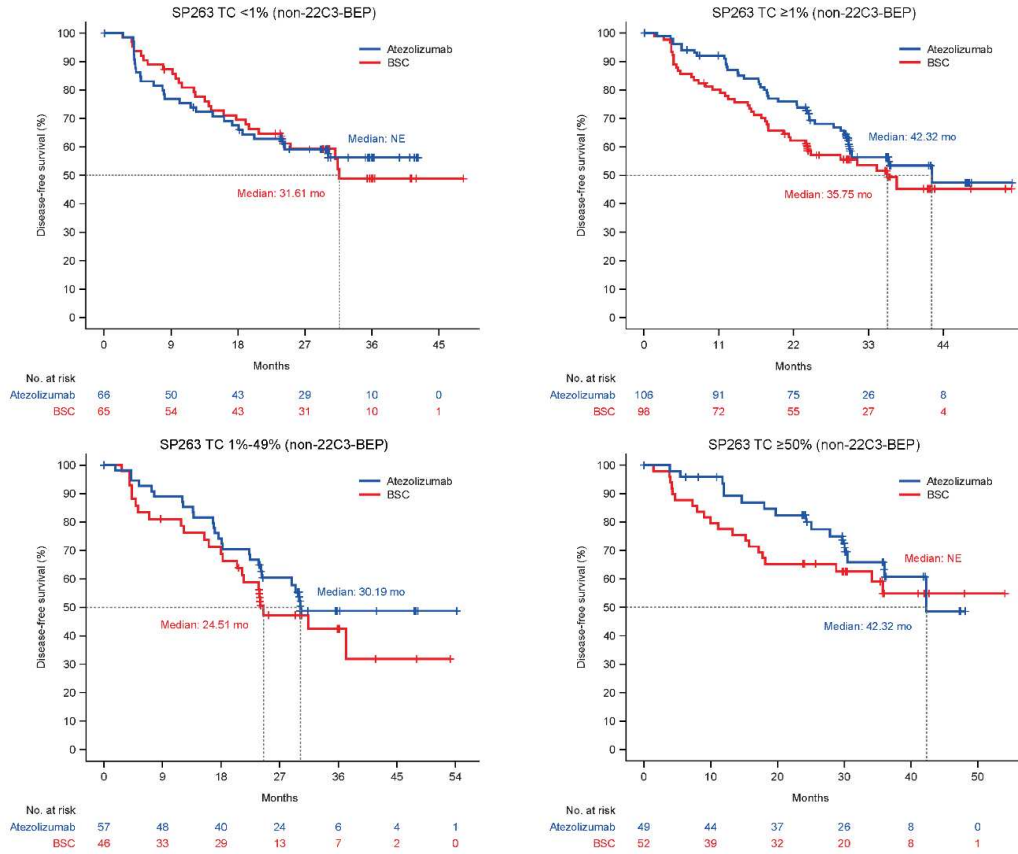 SP263 TC <1% (non-22C3-BEP)
Disease-free survival (%)
100
90
80
70
60
50
40
30
20
10
0
Atezolizumab
BSC
Median: NE
Median: 31.61 mo
0 9 18 27 36 45
Months
No. at risk
Atezolizumab 66 50 43 29 10 0
BSC 65 54 43 31 10 1
SP263 TC ≥1% (non-22C3-BEP)
Disease-free survival (%)
100
90
80
70
60
50
40
30
20
10
0
Atezolizumab
BSC
Median: 42.32 mo
Median: 35.75 mo
0 11 22 33 44
Months
No. at risk
Atezolizumab 106 91 75 26 8
BSC 98 72 55 27 4
SP263 TC 1%-49% (non-22C3-BEP)
Disease-free survival (%)
100
90
80
70
60
50
40
30
20
10
0
Atezolizumab
BSC
Median: 30.19 mo
Median: 24.51 mo
0 9 18 27 36 45 54
Months
No. at risk
Atezolizumab 57 48 40 24 6 4 1
BSC 46 33 29 13 7 2 0
SP263 TC ≥50% (non-22C3-BEP)
Disease-free survival (%)
100
90
80
70
60
50
40
30
20
10
0
Atezolizumab
BSC
Median: NE
Median: 42.32 mo
0 10 20 30 40 50
Months
No. at risk
Atezolizumab 49 44 37 26 8 0
BSC 52 39 32 20 8 1